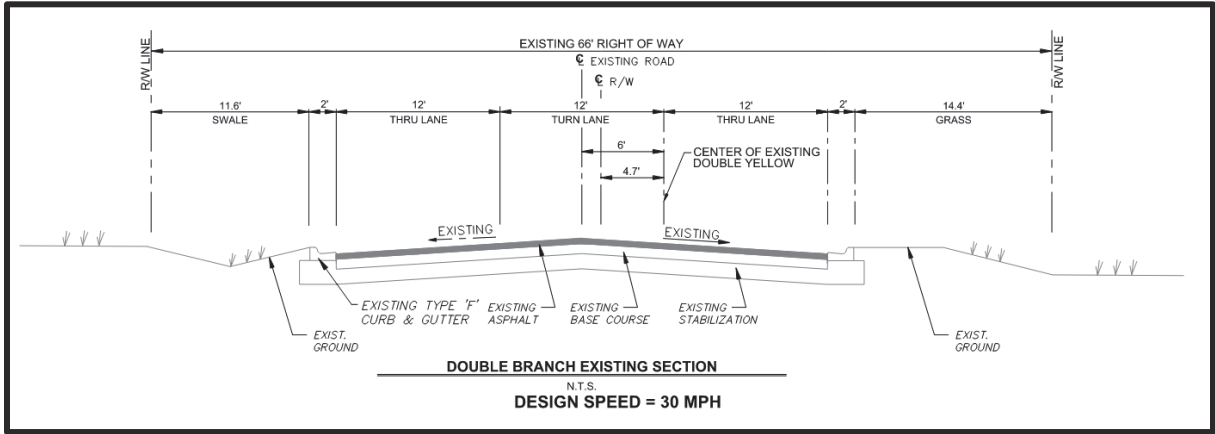 EXISTING 66' RIGHT OF WAY
R/W LINE
R/W LINE
℄ EXISTING ROAD
℄ R/W
11.6'
2'
12'
12'
12'
2'
14.4'
SWALE
THRU LANE
TURN LANE
THRU LANE
GRASS
6'
CENTER OF EXISTING
DOUBLE YELLOW
4.7'
EXISTING
EXISTING
EXISTING TYPE 'F'
CURB & GUTTER
EXISTING
ASPHALT
EXISTING
BASE COURSE
EXISTING
STABILIZATION
EXIST.
GROUND
EXIST.
GROUND
DOUBLE BRANCH EXISTING SECTION
N.T.S.
DESIGN SPEED = 30 MPH